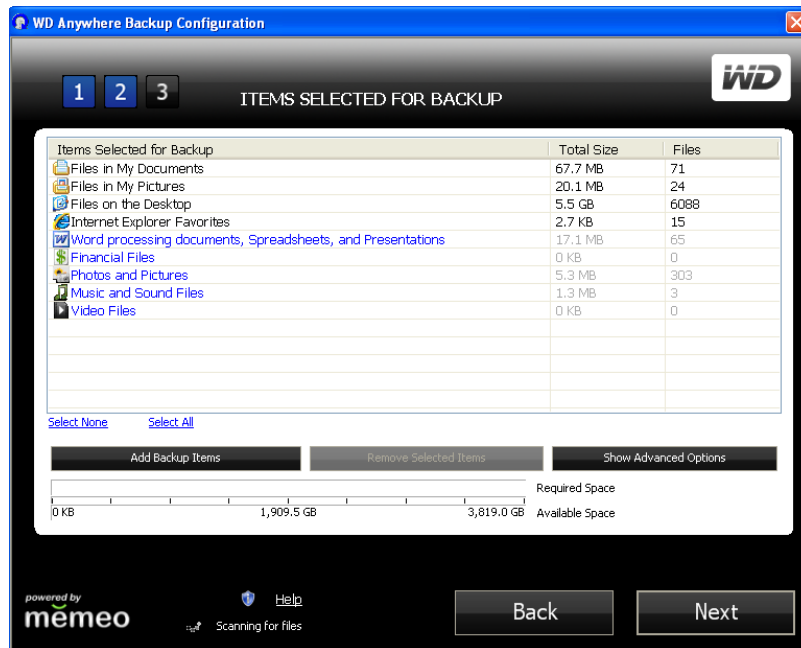 WD Anywhere Backup Configuration
WD
1 2 3 ITEMS SELECTED FOR BACKUP
Items Selected for Backup Total Size Files
Files in My Documents 67.7 MB 71
Files in My Pictures 20.1 MB 24
Files on the Desktop 5.5 GB 6088
Internet Explorer Favorites 2.7 KB 15
Word processing documents, Spreadsheets, and Presentations 17.1 MB 65
Financial Files 0 KB 0
Photos and Pictures 5.3 MB 303
Music and Sound Files 1.3 MB 3
Video Files 0 KB 0
Select None Select All
Add Backup Items Remove Selected Items Show Advanced Options
Required Space
0 KB 1,909.5 GB 3,819.0 GB Available Space
powered by
mĕmeo
Help
Scanning for files
Back Next